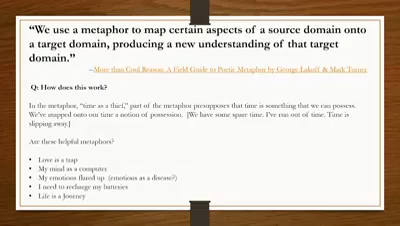 “We use a metaphor to map certain aspects of a source domain onto
a target domain, producing a new understanding of that target
domain.”
--More than Cool Reason: A Field Guide to Poetic Metaphor by George Lakoff & Mark Turner
Q: How does this work?
In the metaphor, “time as a thief,” part of the metaphor presupposes that time is something that we can possess.
We’ve mapped onto our time a notion of possession. [We have some spare time. I’ve run out of time. Time is
slipping away.]
Are these helpful metaphors?
• Love is a trap
• My mind as a computer
• My emotions flared up (emotions as a disease?)
• I need to recharge my batteries
• Life is a Journey